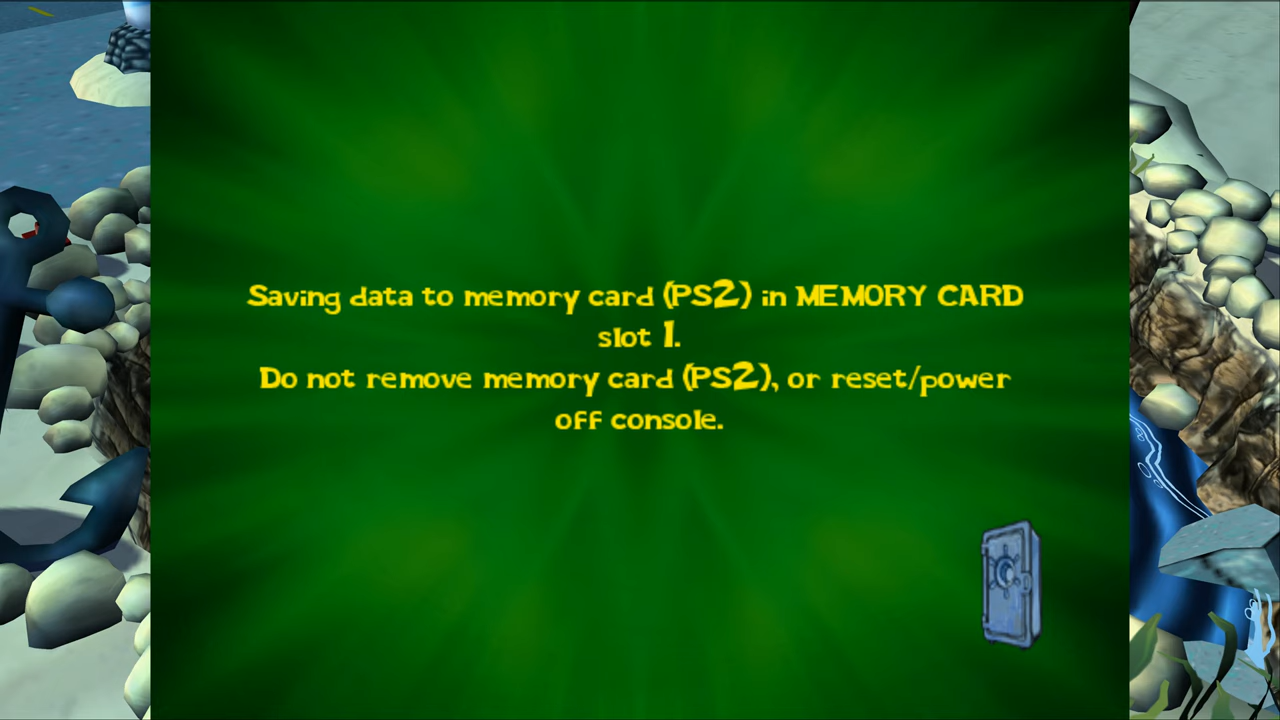 Saving data to memory card (PS2) in MEMORY CARD
slot 1.
Do not remove memory card (PS2), or reset/power
off console.